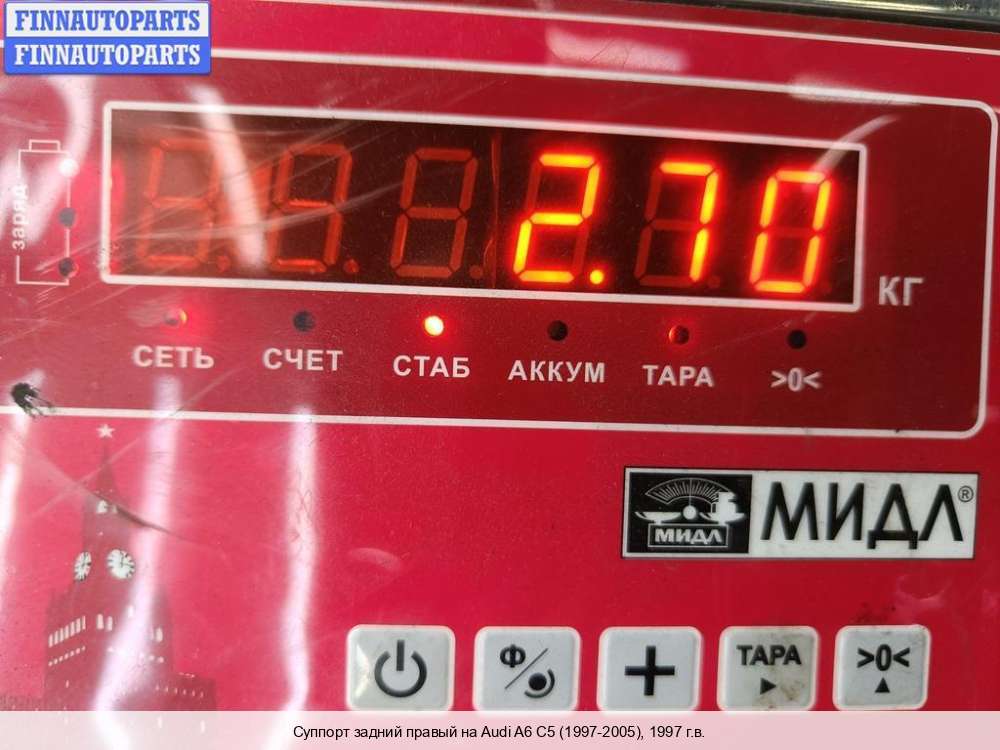 FINNAUTOPARTS
FINNAUTOPARTS
заряд
2.70
КГ
СЕТЬ СЧЕТ СТАБ АККУМ ТАРА >0<
МИДЛ
МИДЛ®
Ф
ТАРА >0<
Суппорт задний правый на Audi A6 C5 (1997-2005), 1997 г.в.